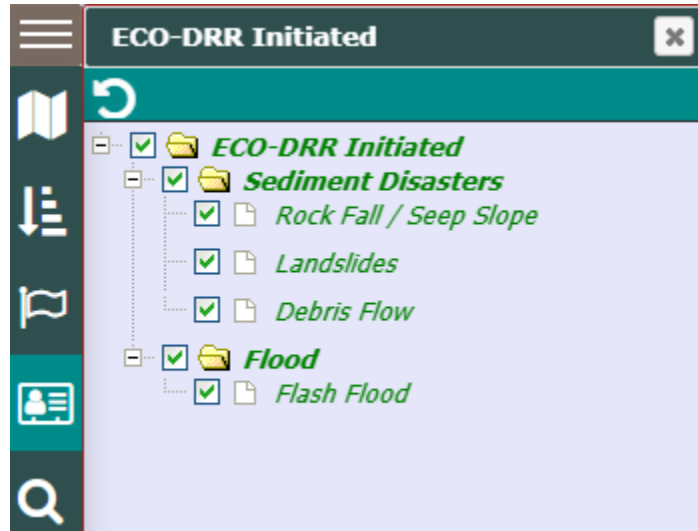 ECO-DRR Initiated
ECO-DRR Initiated
Sediment Disasters
Rock Fall / Seep Slope
Landslides
Debris Flow
Flood
Flash Flood